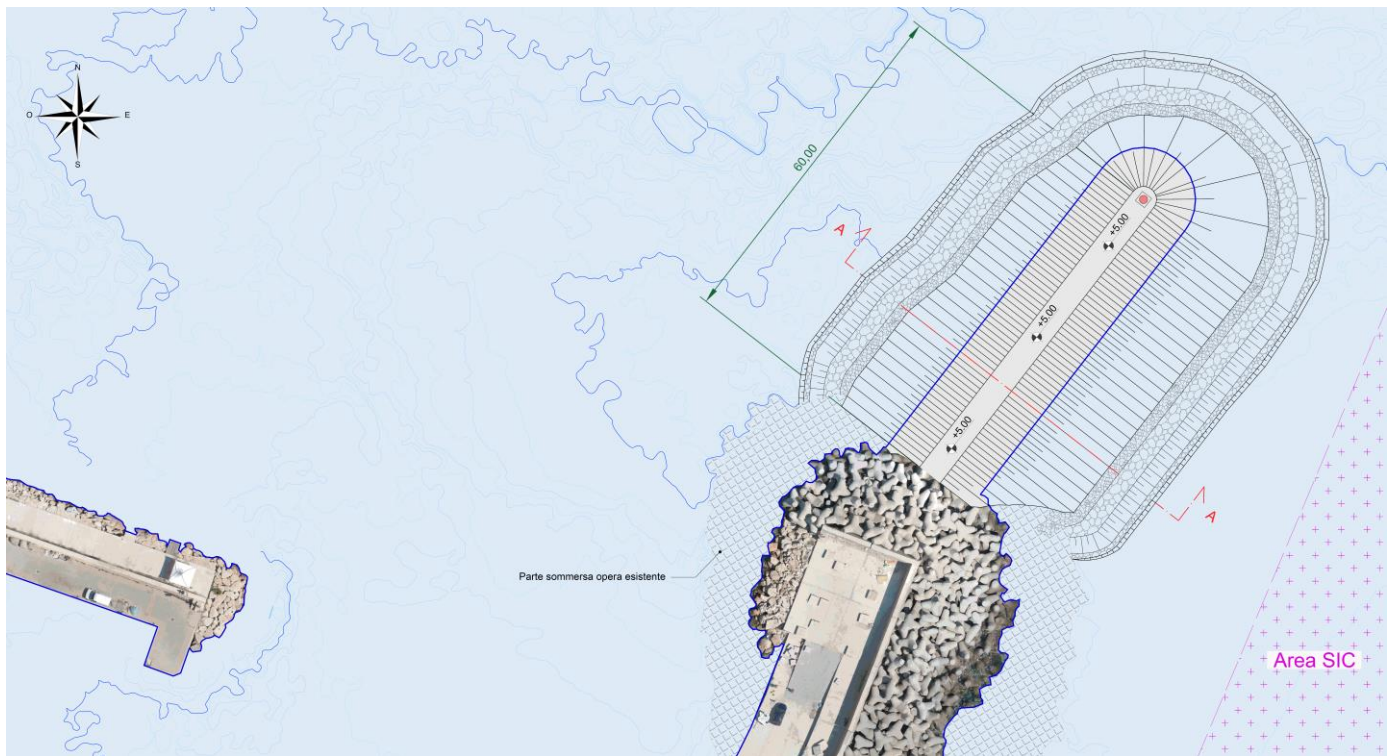 N
O
E
S
60,00
A
+5.00
+5.00
+5.00
A
Parte sommersa opera esistente
Area SIC